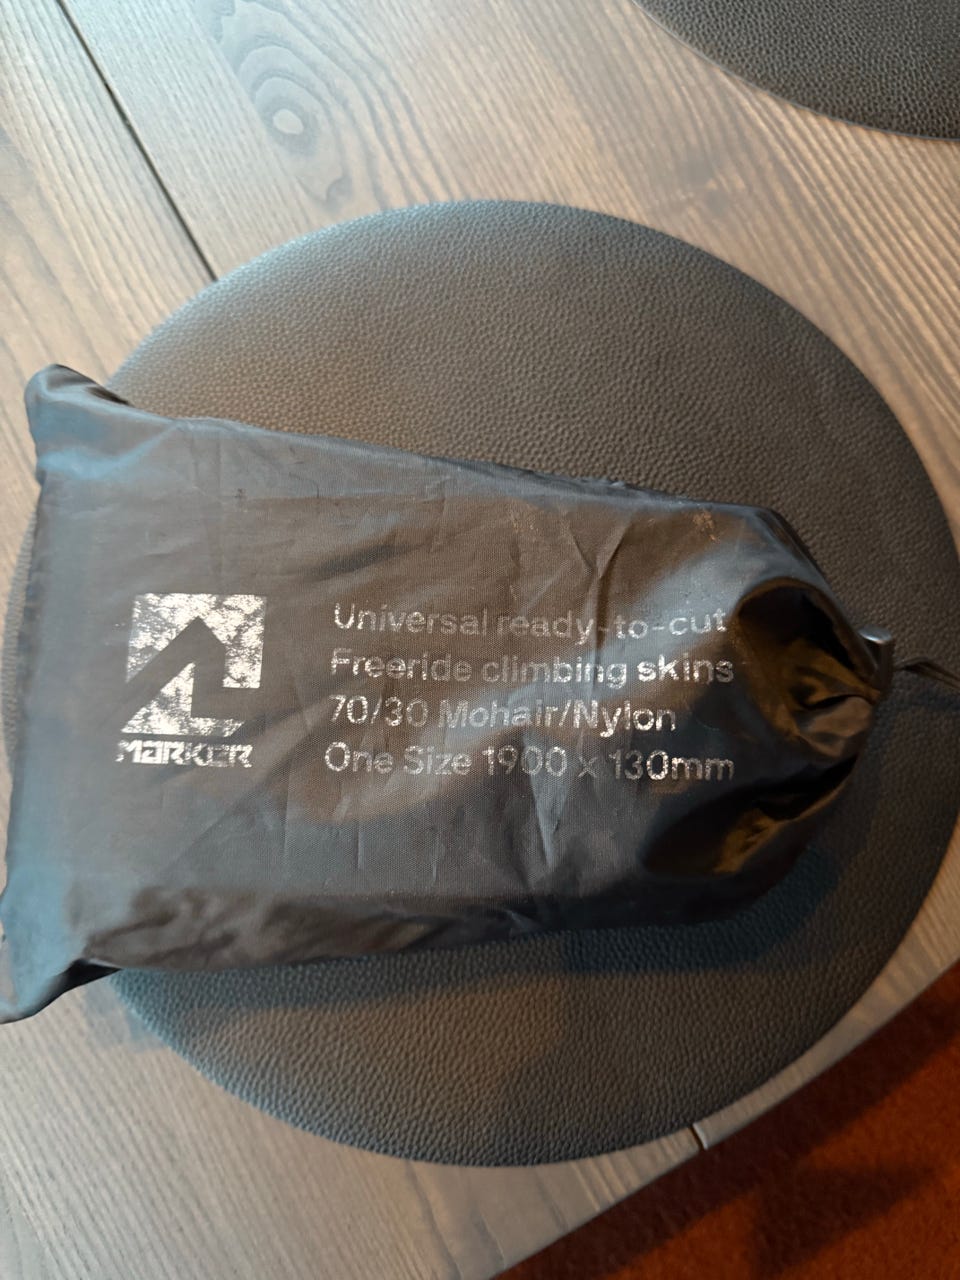 MARKER
Universal ready-to-cut
Freeride climbing skins
70/30 Mohair/Nylon
One Size 1900 x 130mm